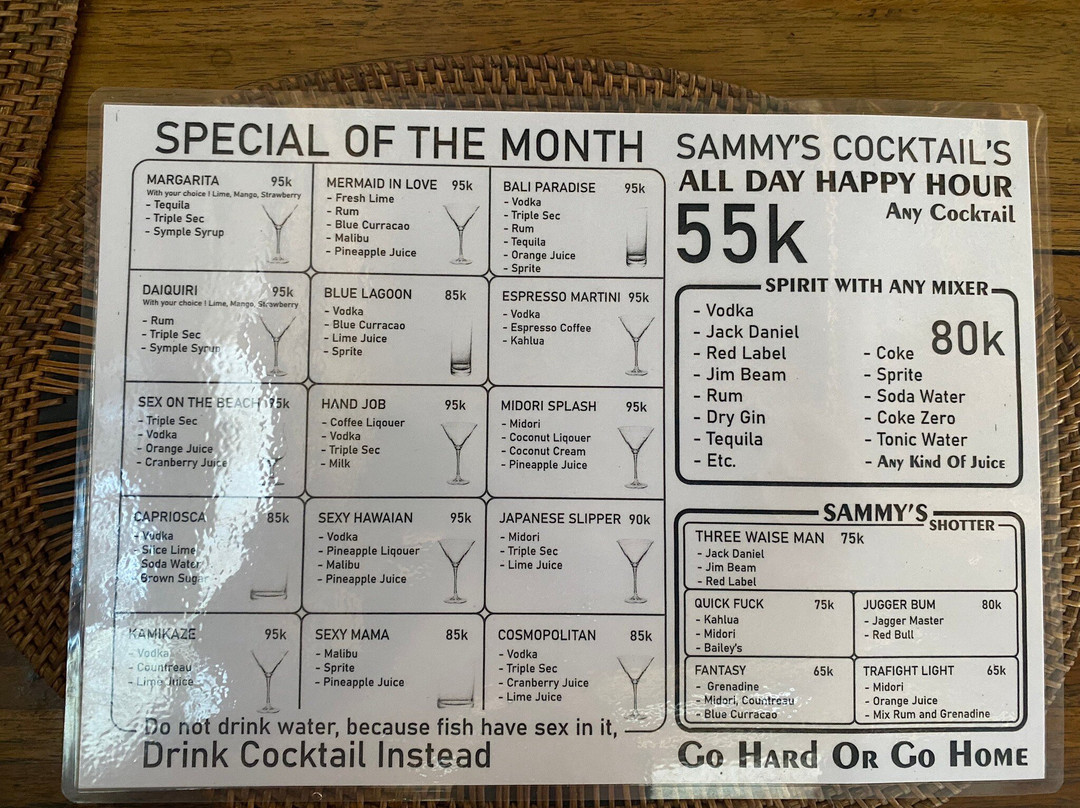 SPECIAL OF THE MONTH
MARGARITA 95k
With your choice ! Lime, Mango, Strawberry
- Tequila
- Triple Sec
- Symple Syrup
MERMAID IN LOVE 95k
- Fresh Lime
- Rum
- Blue Curracao
- Malibu
- Pineapple Juice
BALI PARADISE 95k
- Vodka
- Triple Sec
- Rum
- Tequila
- Orange Juice
- Sprite
DAIQUIRI 95k
With your choice ! Lime, Mango, Strawberry
- Rum
- Triple Sec
- Symple Syrup
BLUE LAGOON 85k
- Vodka
- Blue Curracao
- Lime Juice
- Sprite
ESPRESSO MARTINI 95k
- Vodka
- Espresso Coffee
- Kahlua
SEX ON THE BEACH 95k
- Triple Sec
- Vodka
- Orange Juice
- Cranberry Juice
HAND JOB 95k
- Coffee Liqouer
- Vodka
- Triple Sec
- Milk
MIDORI SPLASH 95k
- Midori
- Coconut Liqouer
- Coconut Cream
- Pineapple Juice
CAPRIOSCA 85k
- Vodka
- Slice Lime
- Soda Water
- Brown Sugar
SEXY HAWAIAN 95k
- Vodka
- Pineapple Liqouer
- Malibu
- Pineapple Juice
JAPANESE SLIPPER 90k
- Midori
- Triple Sec
- Lime Juice
KAMIKAZE 95k
- Vodka
- Countreau
- Lime Juice
SEXY MAMA 85k
- Malibu
- Sprite
- Pineapple Juice
COSMOPOLITAN 85k
- Vodka
- Triple Sec
- Cranberry Juice
- Lime Juice
Do not drink water, because fish have sex in it,
Drink Cocktail Instead
SAMMY'S COCKTAIL'S
ALL DAY HAPPY HOUR
55k Any Cocktail
SPIRIT WITH ANY MIXER
- Vodka
- Jack Daniel
- Red Label
- Jim Beam
- Rum
- Dry Gin
- Tequila
- Etc.
80k
- Coke
- Sprite
- Soda Water
- Coke Zero
- Tonic Water
- Any Kind Of Juice
SAMMY'S
SHOTTER
THREE WAISE MAN 75k
- Jack Daniel
- Jim Beam
- Red Label
QUICK FUCK 75k
- Kahlua
- Midori
- Bailey's
JUGGER BUM 80k
- Jagger Master
- Red Bull
FANTASY 65k
- Grenadine
- Midori, Countreau
- Blue Curracao
TRAFIGHT LIGHT 65k
- Midori
- Orange Juice
- Mix Rum and Grenadine
Go Hard Or Go Home